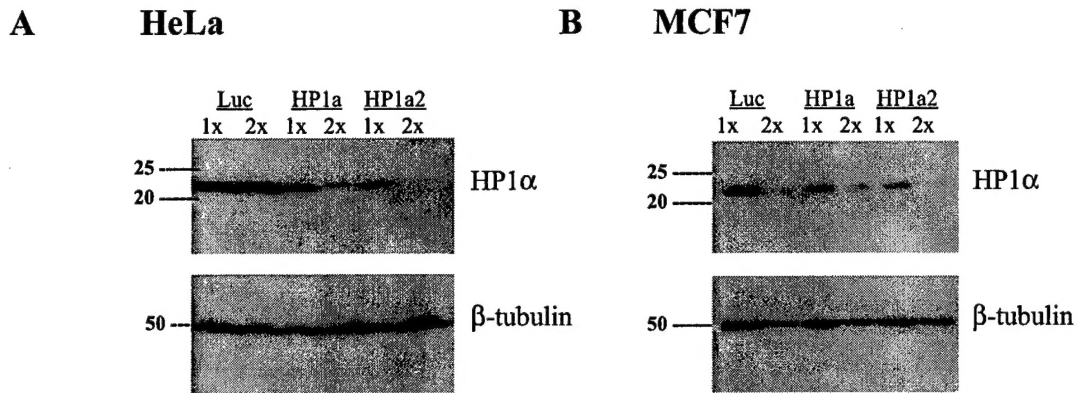 A HeLa
Luc HP1a HP1a2
1x 2x 1x 2x 1x 2x
25
20
HP1α
50
β-tubulin
B MCF7
Luc HP1a HP1a2
1x 2x 1x 2x 1x 2x
25
20
HP1α
50
β-tubulin